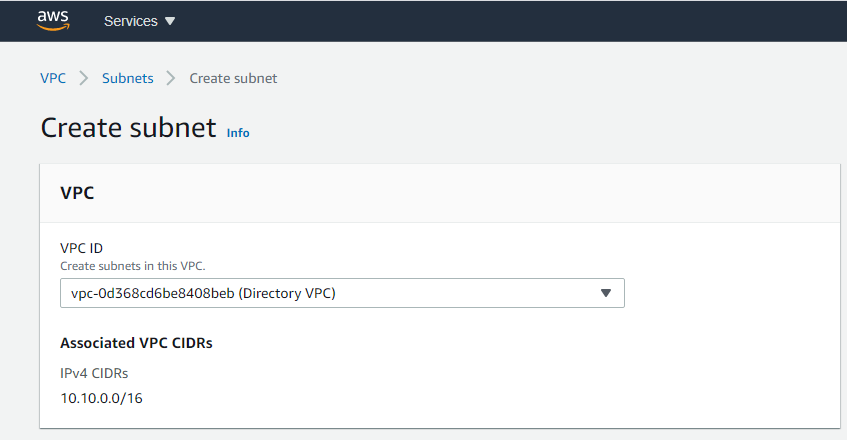 aws Services
VPC Subnets Create subnet
Create subnet Info
VPC
VPC ID
Create subnets in this VPC.
vpc-0d368cd6be8408beb (Directory VPC)
Associated VPC CIDRs
IPv4 CIDRs
10.10.0.0/16